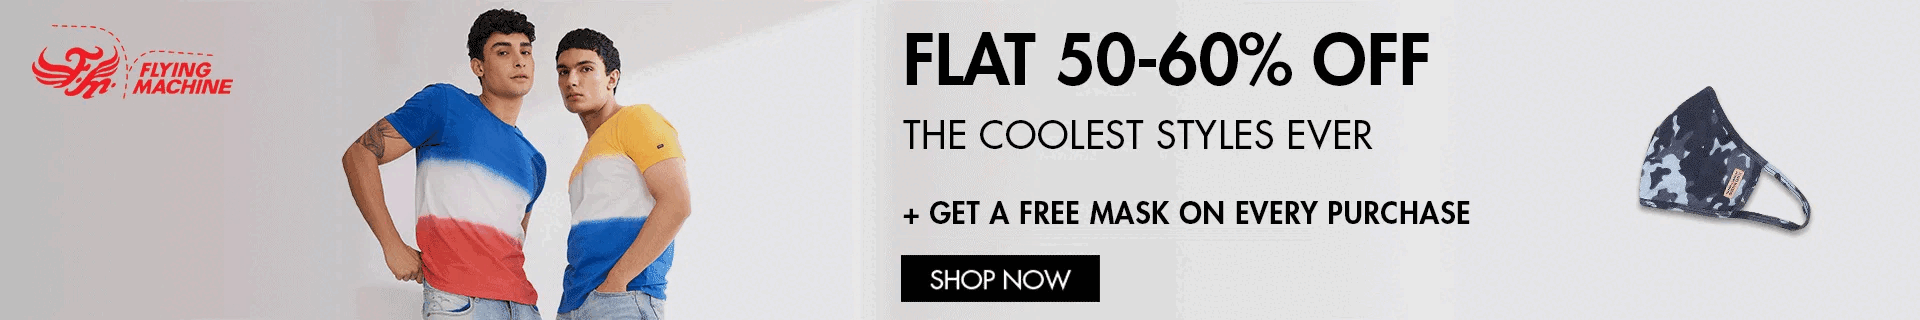 FLYING
MACHINE
FLAT 50-60% OFF
THE COOLEST STYLES EVER
+ GET A FREE MASK ON EVERY PURCHASE
SHOP NOW